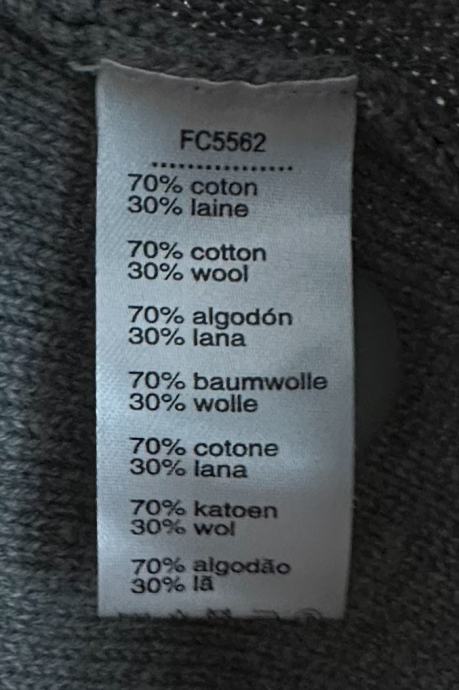 FC5562
70% coton
30% laine
70% cotton
30% wool
70% algodón
30% lana
70% baumwolle
30% wolle
70% cotone
30% lana
70% katoen
30% wol
70% algodão
30% lã